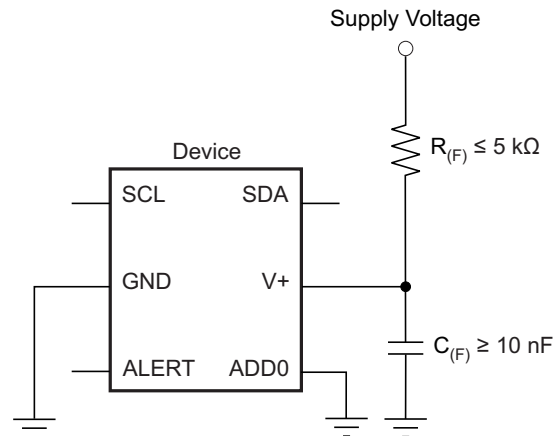 Supply Voltage
R(F) ≤ 5 kΩ
Device
SCL SDA
GND V+
C(F) ≥ 10 nF
ALERT ADD0